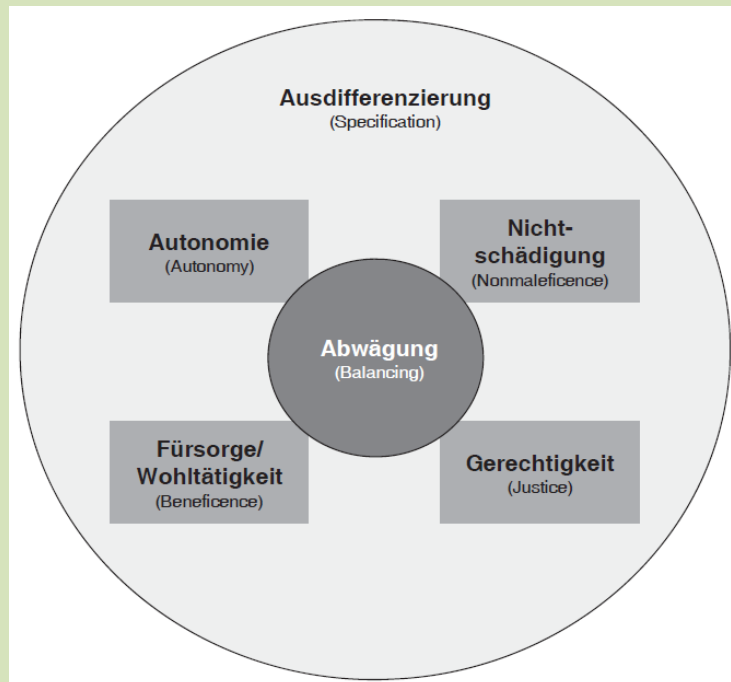 Ausdifferenzierung
(Specification)
Autonomie
(Autonomy)
Nicht-
schädigung
(Nonmaleficence)
Abwägung
(Balancing)
Fürsorge/
Wohltätigkeit
(Beneficence)
Gerechtigkeit
(Justice)